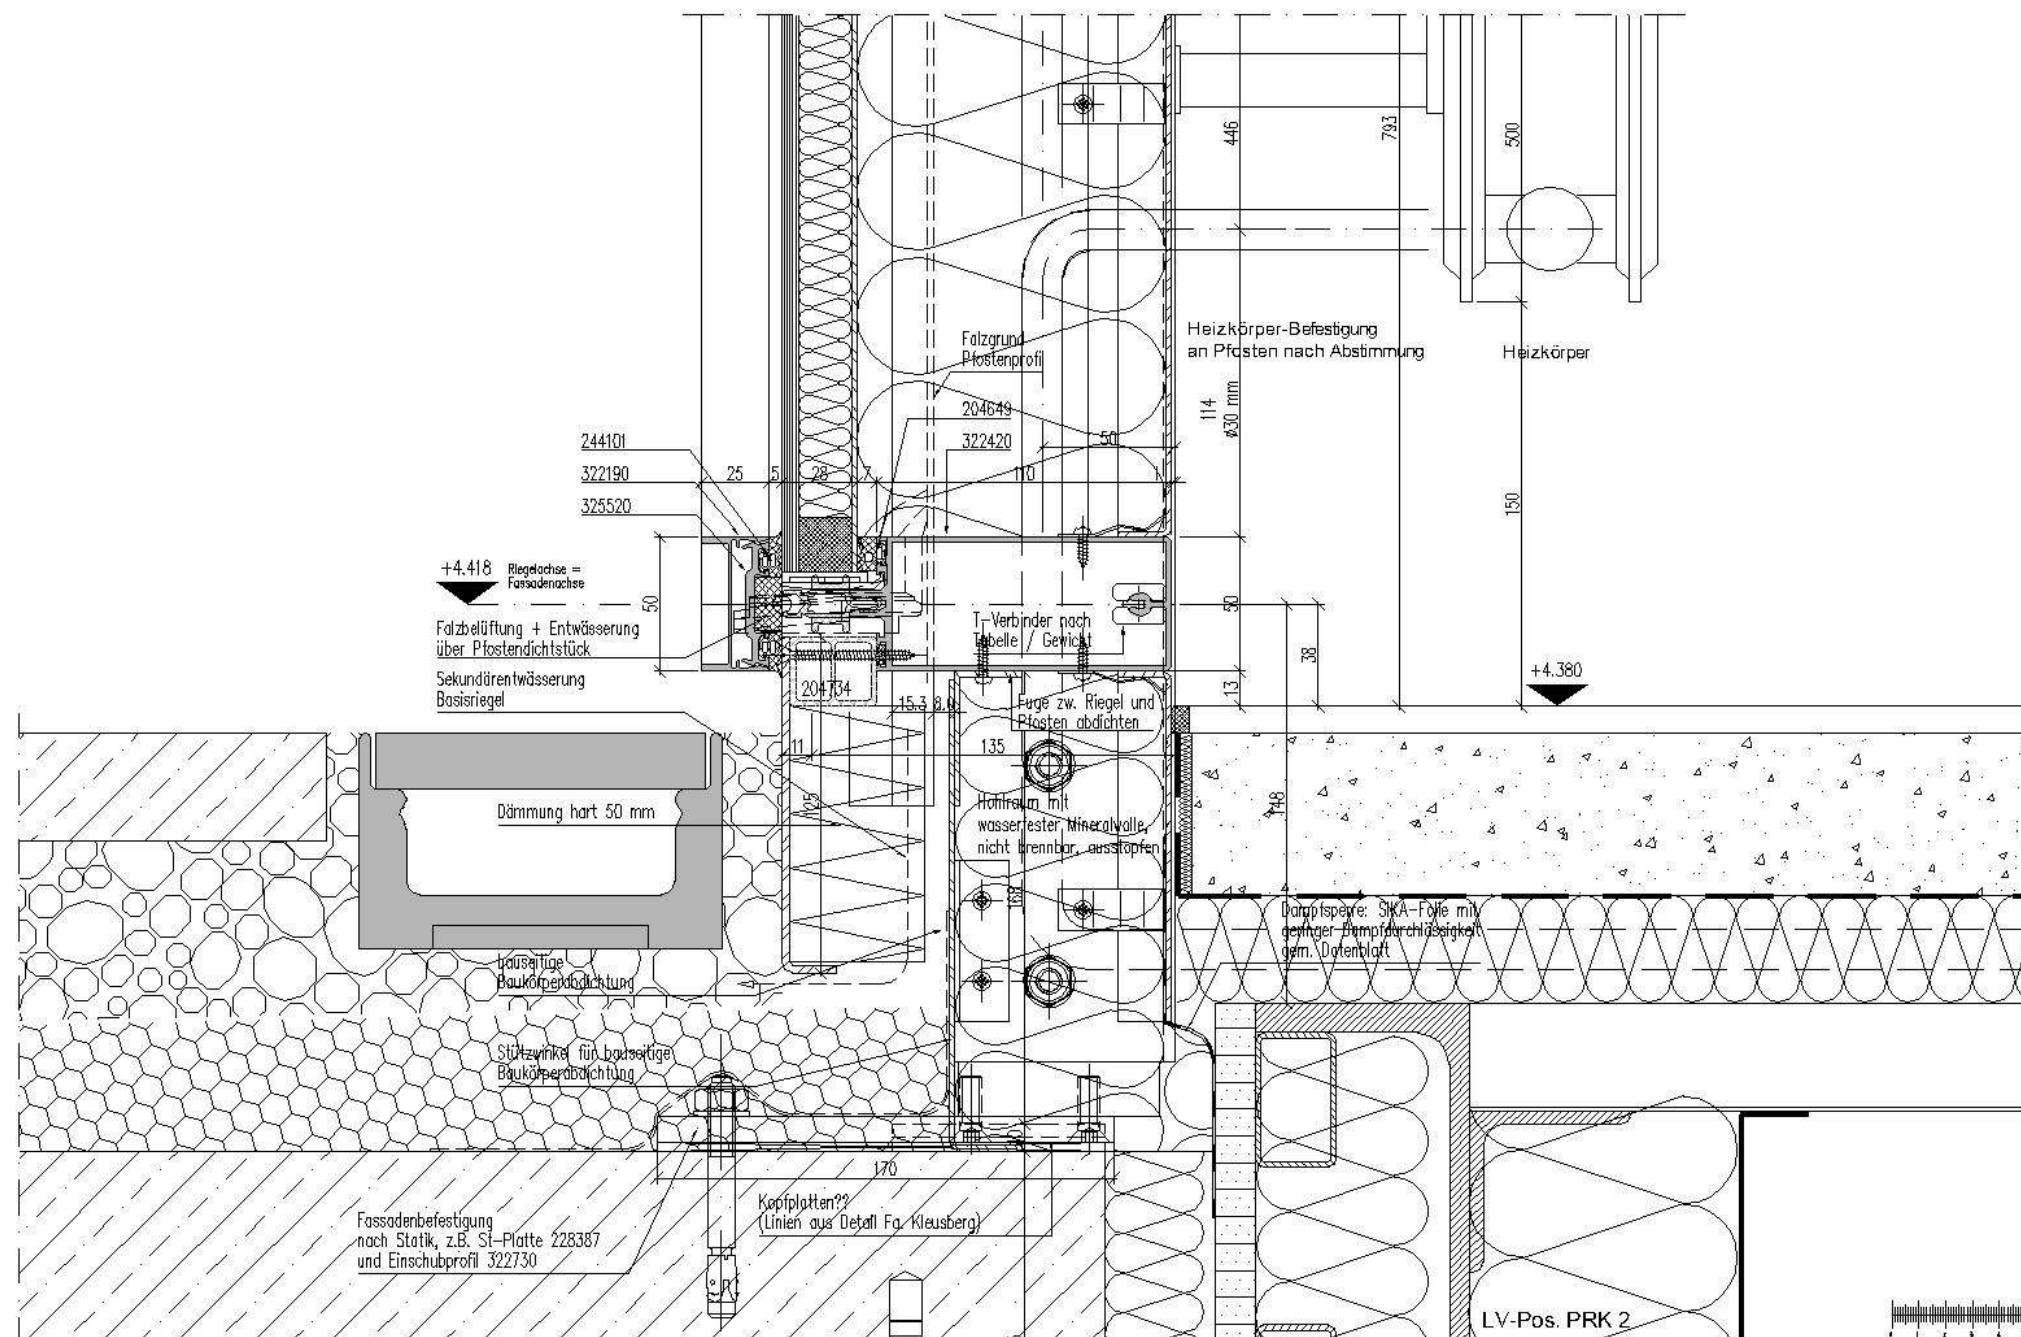 446
793
500
Heizkörper-Befestigung
an Pfosten nach Abstimmung
Heizkörper
Falzgrund
Pfostenprofil
114
ø30 mm
204649
322420
50
244101
322190
325520
25
5
28
7
110
1
150
+4.418
Riegelachse =
Fassadenachse
50
50
38
Falzbelüftung + Entwässerung
über Pfostendichtstück
T-Verbinder nach
Tabelle / Gewicht
+4.380
Sekundärentwässerung
Basisriegel
204734
15.3
8.0
13
Fuge zw. Riegel und
Pfosten abdichten
11
135
Dämmung hart 50 mm
125
Hohlraum mit
wasserfester Mineralwolle,
nicht brennbar, ausstopfen
148
168
Dampfsperre: SIKA-Folie mit
geringer Dampfdurchlässigkeit
gem. Datenblatt
bauseitige
Baukörperabdichtung
Stützwinkel für bauseitige
Baukörperabdichtung
170
Kopfplatten??
(Linien aus Detail Fa. Kleusberg)
Fassadenbefestigung
nach Statik, z.B. St-Platte 228387
und Einschubprofil 322730
LV-Pos. PRK 2